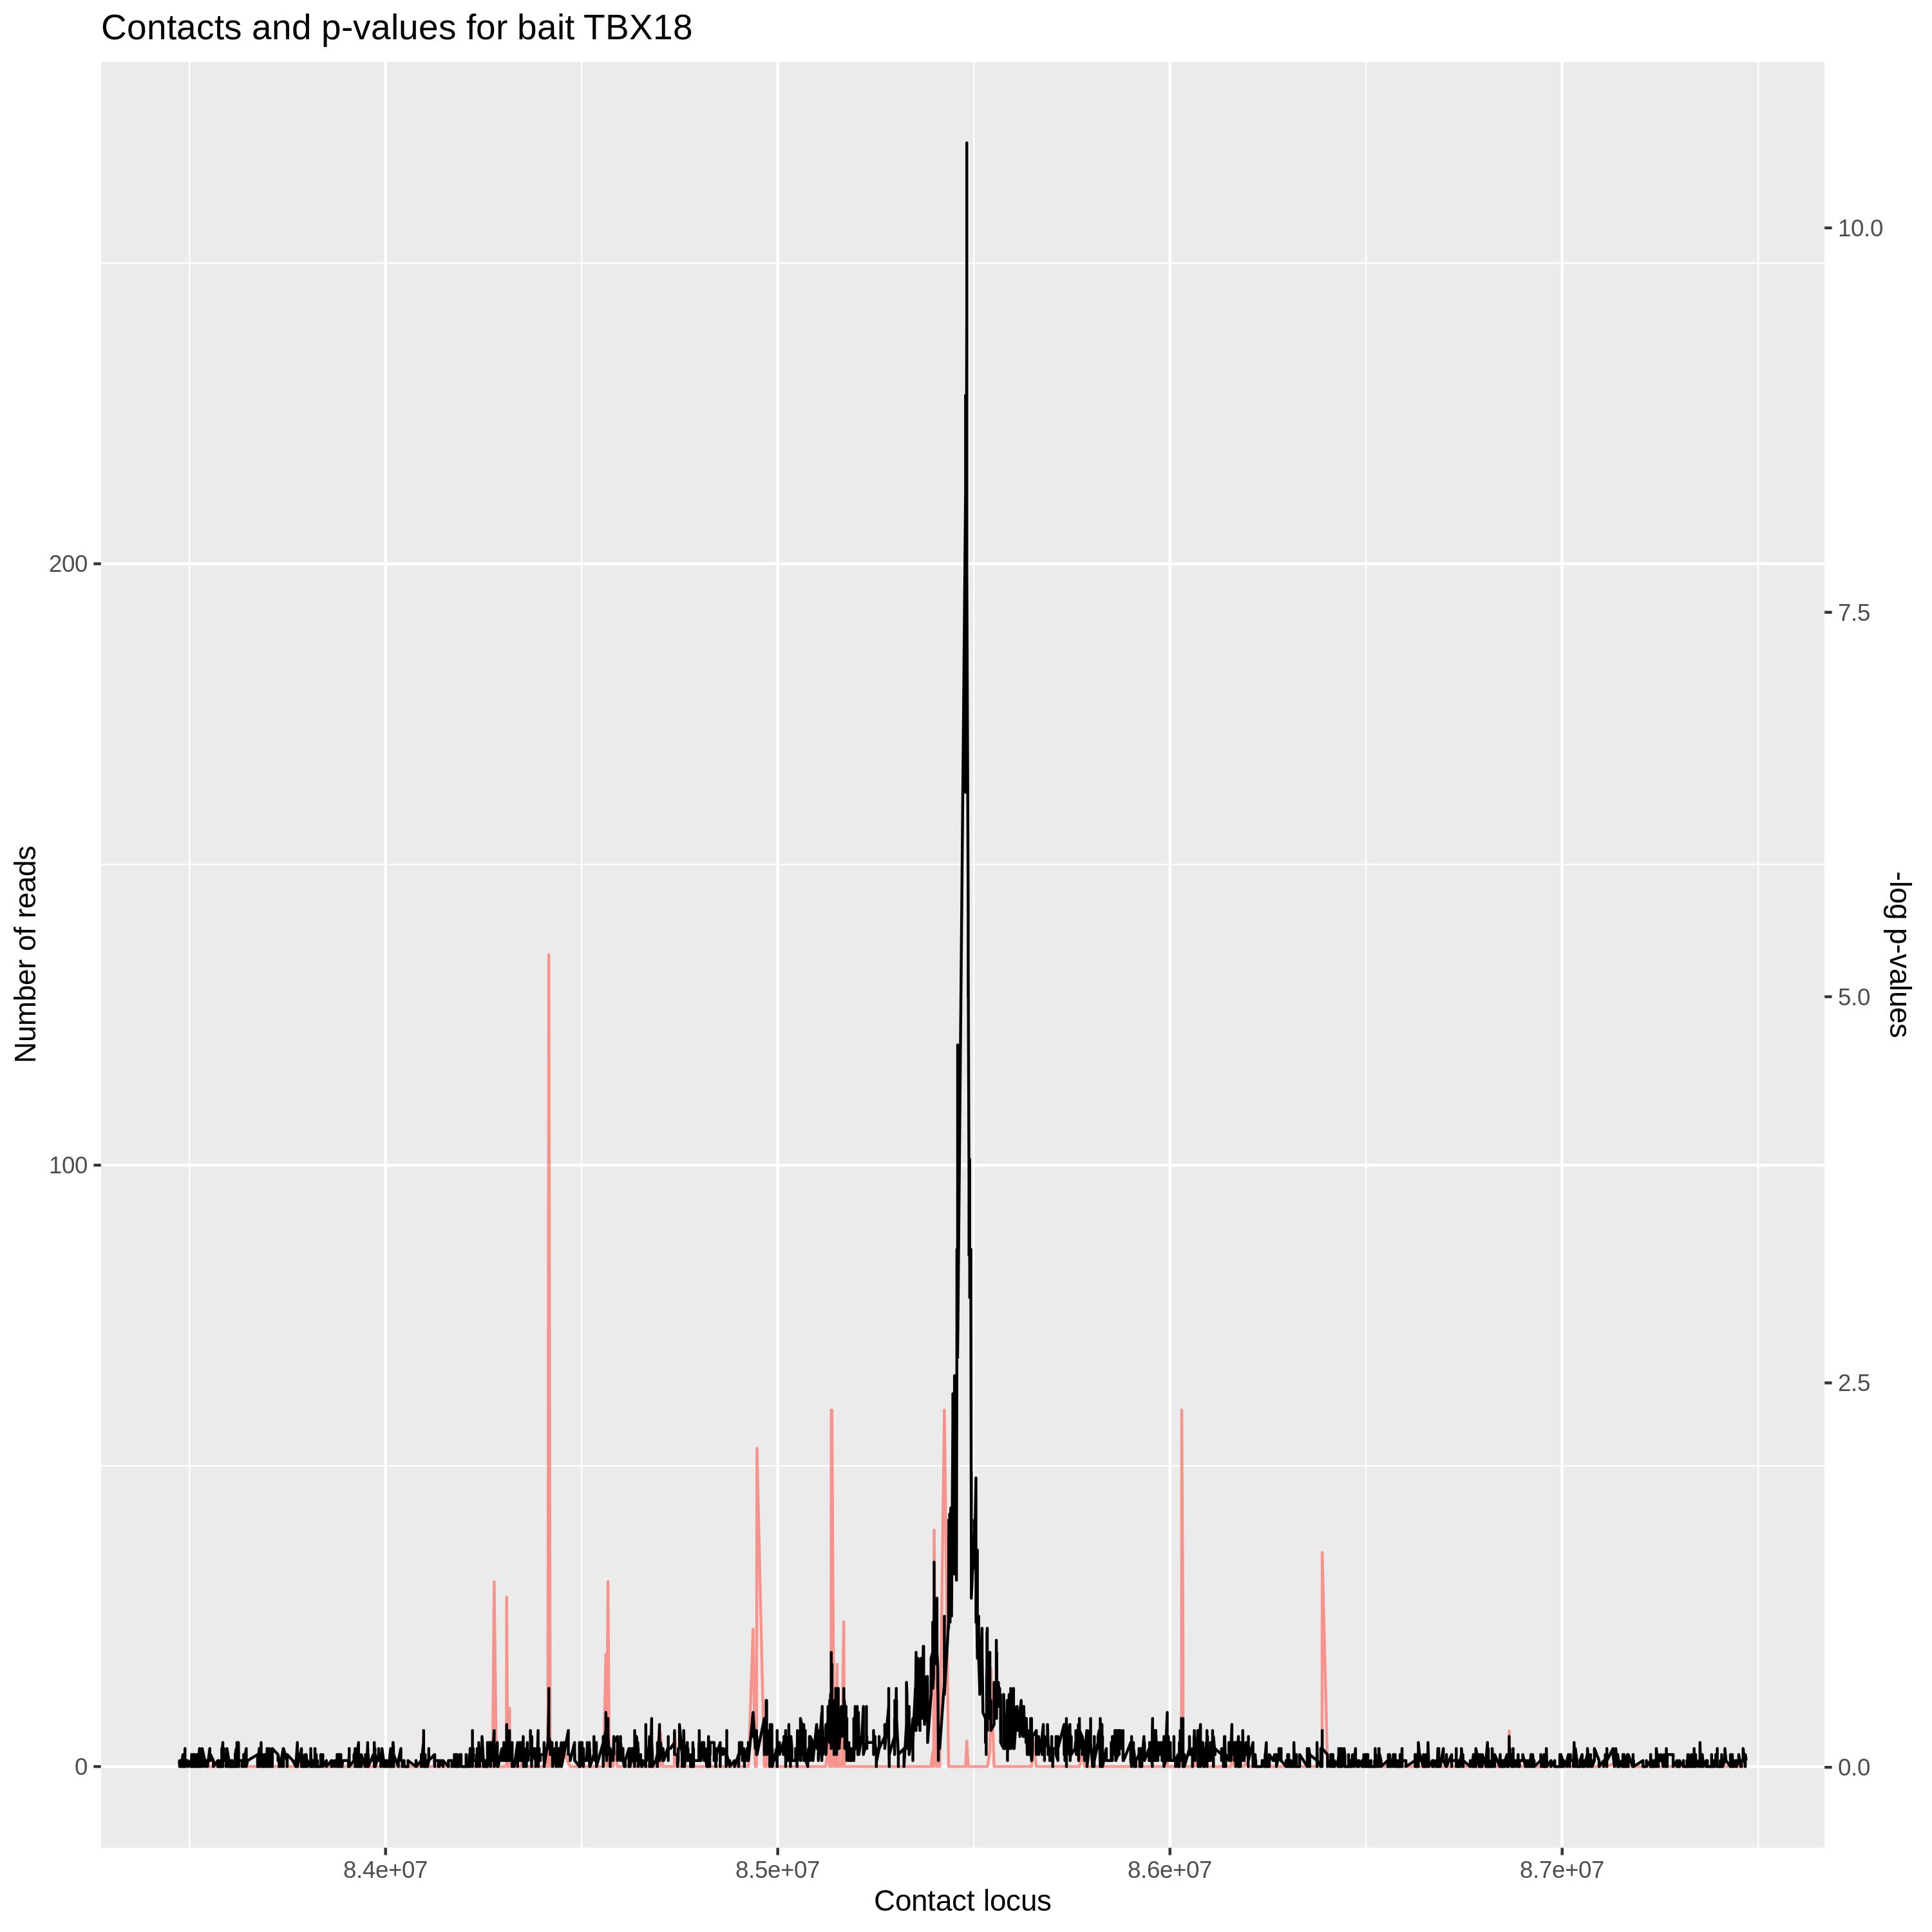 Contacts and p-values for bait TBX18
Number of reads
200
100
0
10.0
7.5
5.0
2.5
0.0
-log p-values
8.4e+07 8.5e+07 8.6e+07 8.7e+07
Contact locus